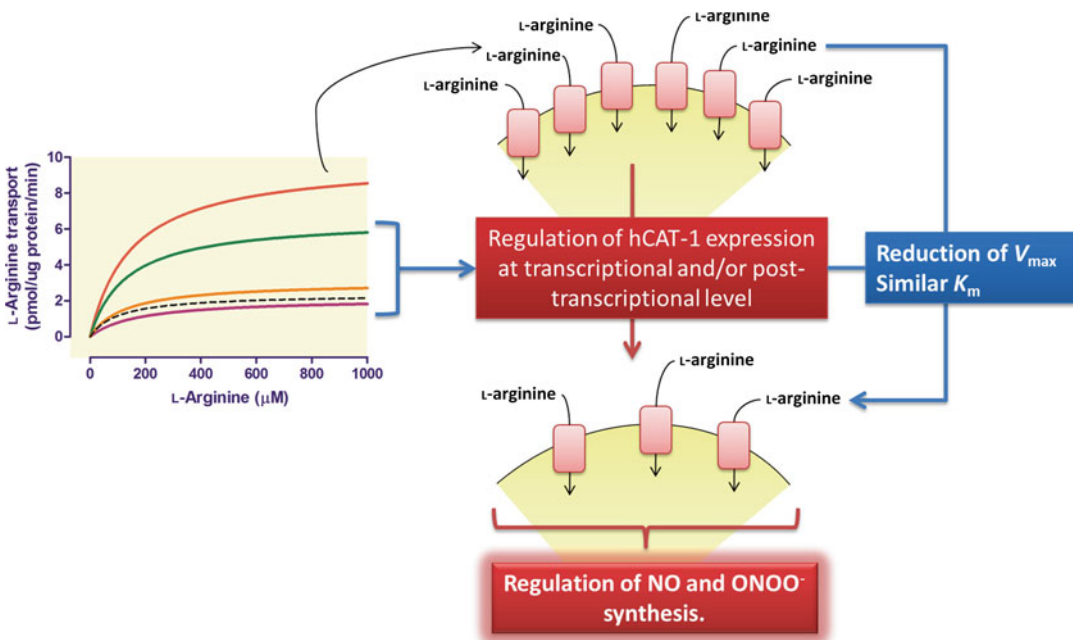 L-arginine
L-arginine
L-arginine
L-arginine
L-arginine
L-arginine
L-Arginine transport
(pmol/ug protein/min)
10
8
6
4
2
0
0 200 400 600 800 1000
L-Arginine (μM)
Regulation of hCAT-1 expression
at transcriptional and/or post-
transcriptional level
Reduction of Vmax
Similar Km
L-arginine
L-arginine
L-arginine
Regulation of NO and ONOO⁻
synthesis.